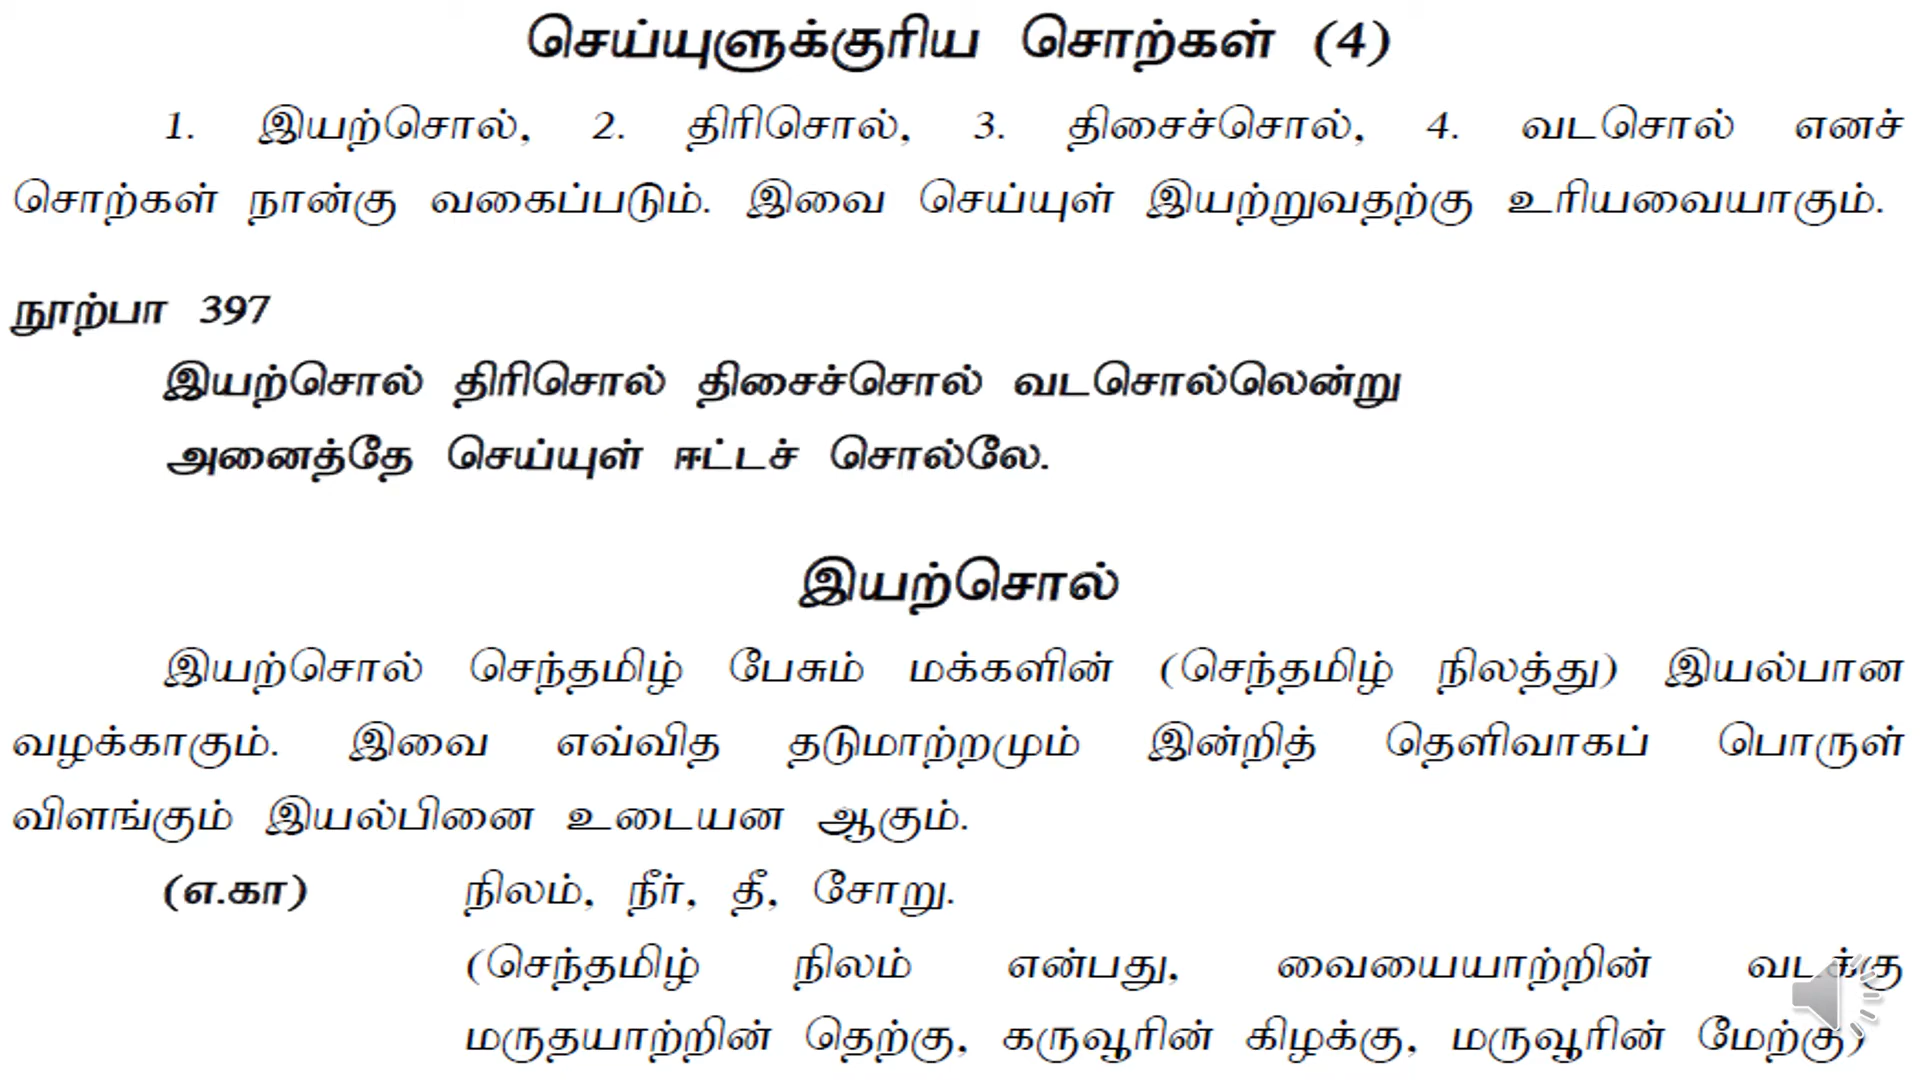 செய்யுளுக்குரிய சொற்கள் (4)
1. இயற்சொல், 2. திரிசொல், 3. திசைச்சொல், 4. வடசொல் எனச்
சொற்கள் நான்கு வகைப்படும். இவை செய்யுள் இயற்றுவதற்கு உரியவையாகும்.
நூற்பா 397
இயற்சொல் திரிசொல் திசைச்சொல் வடசொல்லென்று
அனைத்தே செய்யுள் ஈட்டச் சொல்லே.
இயற்சொல்
இயற்சொல் செந்தமிழ் பேசும் மக்களின் (செந்தமிழ் நிலத்து) இயல்பான
வழக்காகும். இவை எவ்வித தடுமாற்றமும் இன்றித் தெளிவாகப் பொருள்
விளங்கும் இயல்பினை உடையன ஆகும்.
(எ.கா) நிலம், நீர், தீ, சோறு.
(செந்தமிழ் நிலம் என்பது, வையையாற்றின் வடக்கு
மருதயாற்றின் தெற்கு, கருவூரின் கிழக்கு, மருவூரின் மேற்கு)